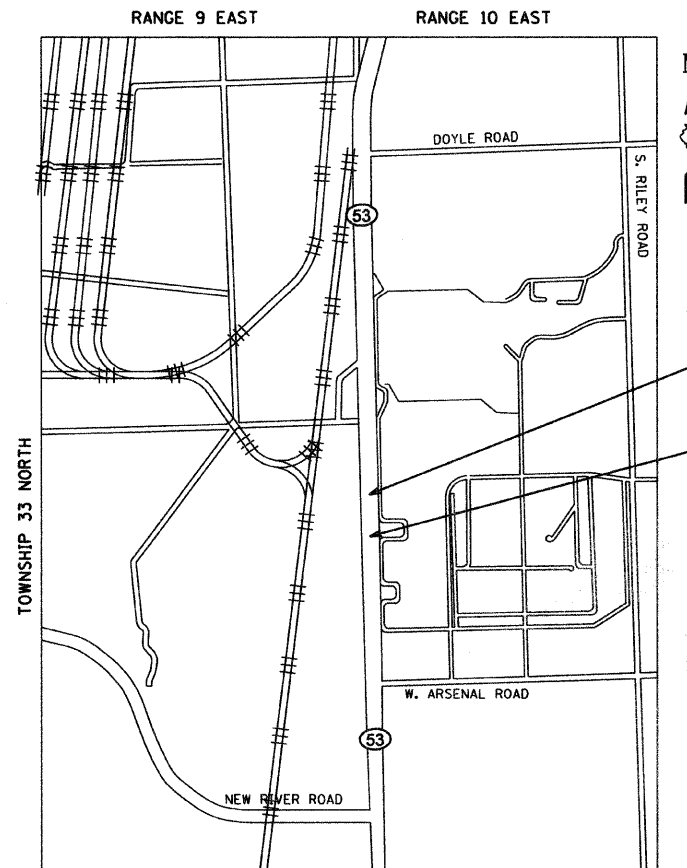 RANGE 9 EAST
RANGE 10 EAST
DOYLE ROAD
S. RILEY ROAD
53
TOWNSHIP 33 NORTH
W. ARSENAL ROAD
53
NEW RIVER ROAD